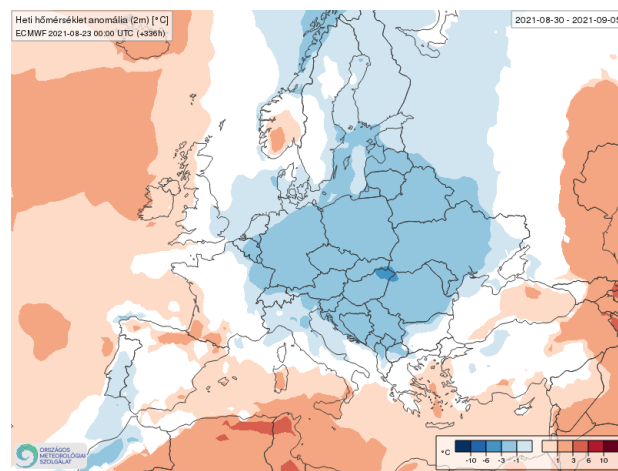 Heti hőmérséklet anomália (2m) [°C]
ECMWF 2021-08-23 00:00 UTC (+336h)
2021-08-30 - 2021-09-05
ORSZÁGOS
METEOROLÓGIAI
SZOLGÁLAT
°C
-10 -6 -3 -1 1 3 6 10